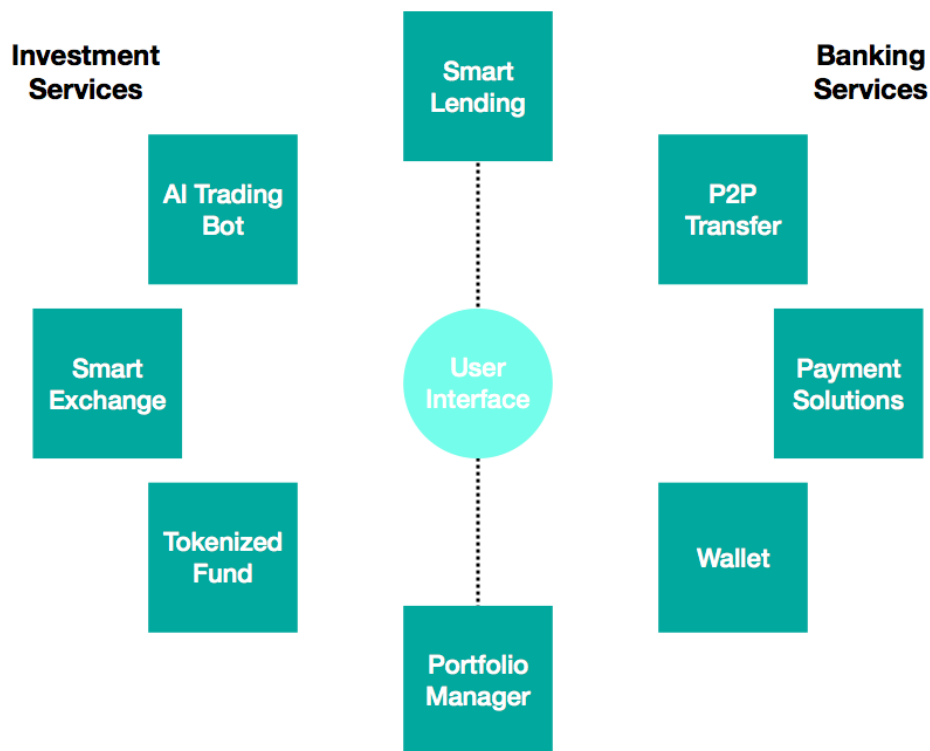 Investment
Services
Banking
Services
Smart
Lending
AI Trading
Bot
P2P
Transfer
Smart
Exchange
User
Interface
Payment
Solutions
Tokenized
Fund
Wallet
Portfolio
Manager